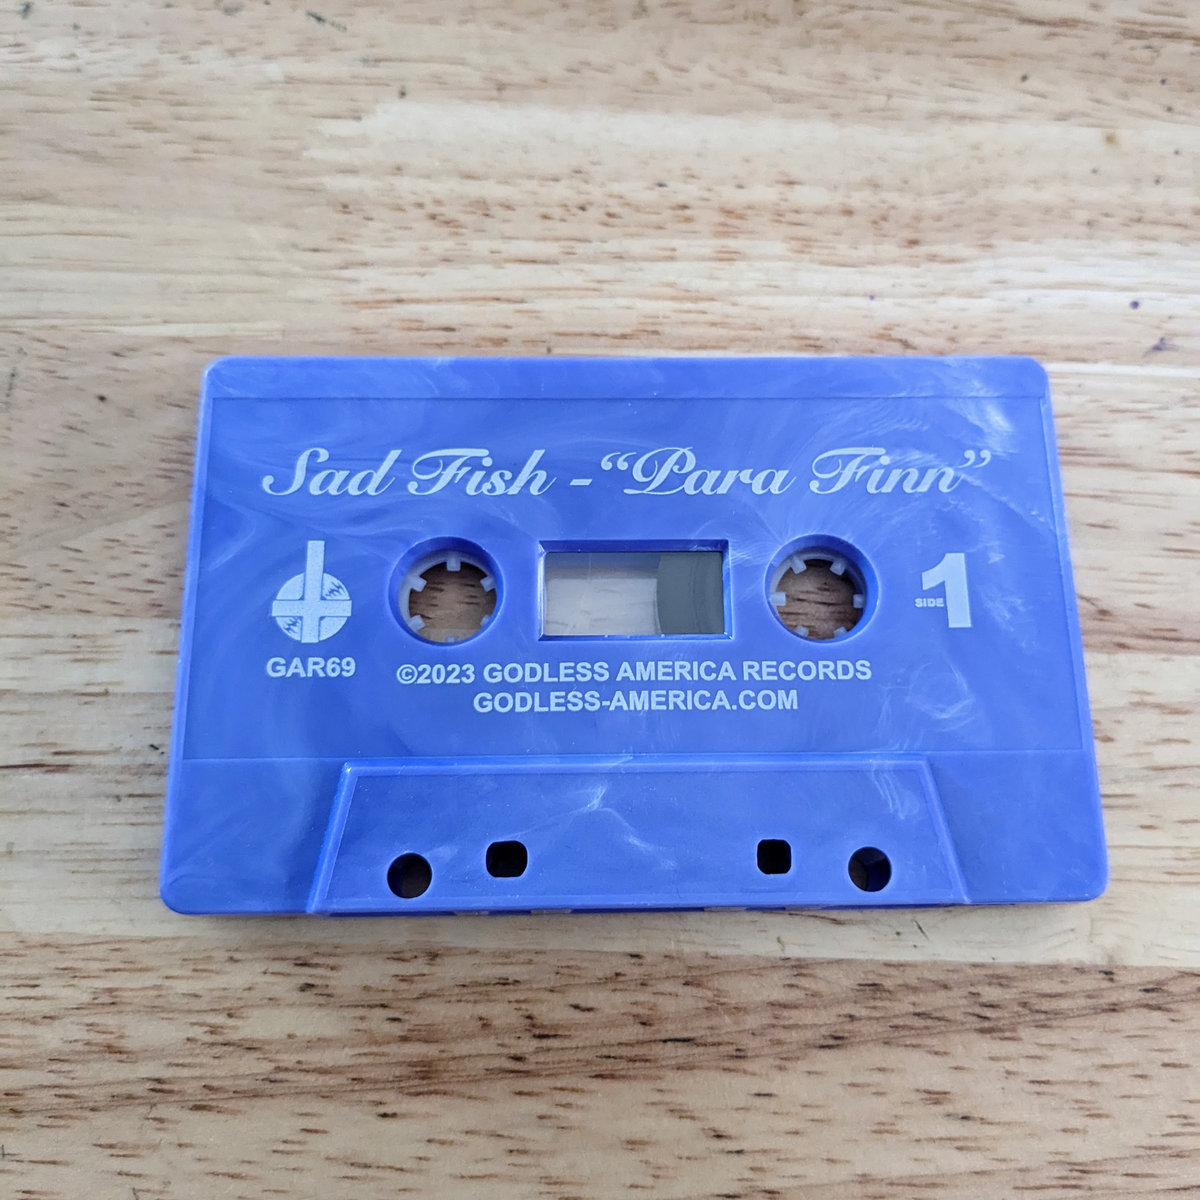 Sad Fish - “Para Finn”
SIDE 1
GAR69
©2023 GODLESS AMERICA RECORDS
GODLESS-AMERICA.COM